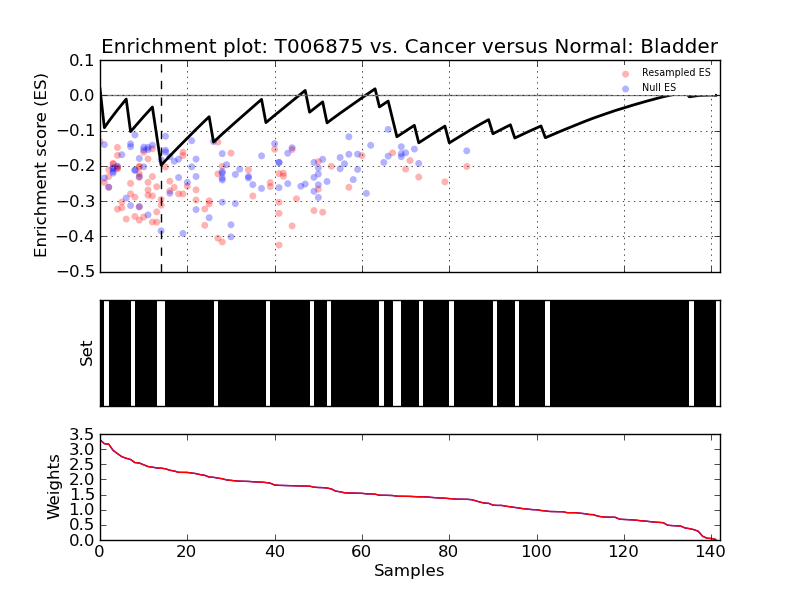 Enrichment plot: T006875 vs. Cancer versus Normal: Bladder
Enrichment score (ES)
0.1
0.0
−0.1
−0.2
−0.3
−0.4
−0.5
Resampled ES
Null ES
Set
Weights
3.5
3.0
2.5
2.0
1.5
1.0
0.5
0.0
0 20 40 60 80 100 120 140
Samples